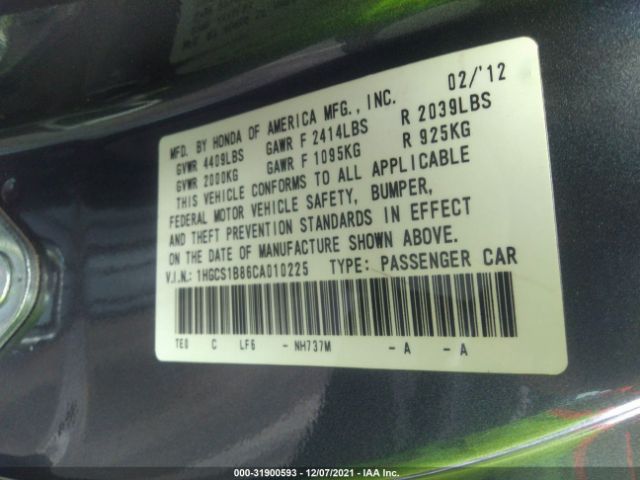 MFD. BY HONDA OF AMERICA MFG., INC. 02/'12
GVWR 4409LBS GAWR F 2414LBS R 2039LBS
GVWR 2000KG GAWR F 1095KG R 925KG
THIS VEHICLE CONFORMS TO ALL APPLICABLE
FEDERAL MOTOR VEHICLE SAFETY, BUMPER,
AND THEFT PREVENTION STANDARDS IN EFFECT
ON THE DATE OF MANUFACTURE SHOWN ABOVE.
V.I.N.: 1HGCS1B86CA010225 TYPE: PASSENGER CAR
TE0 C LF6 - NH737M - A - A
000-31900593 - 12/07/2021 - IAA Inc.